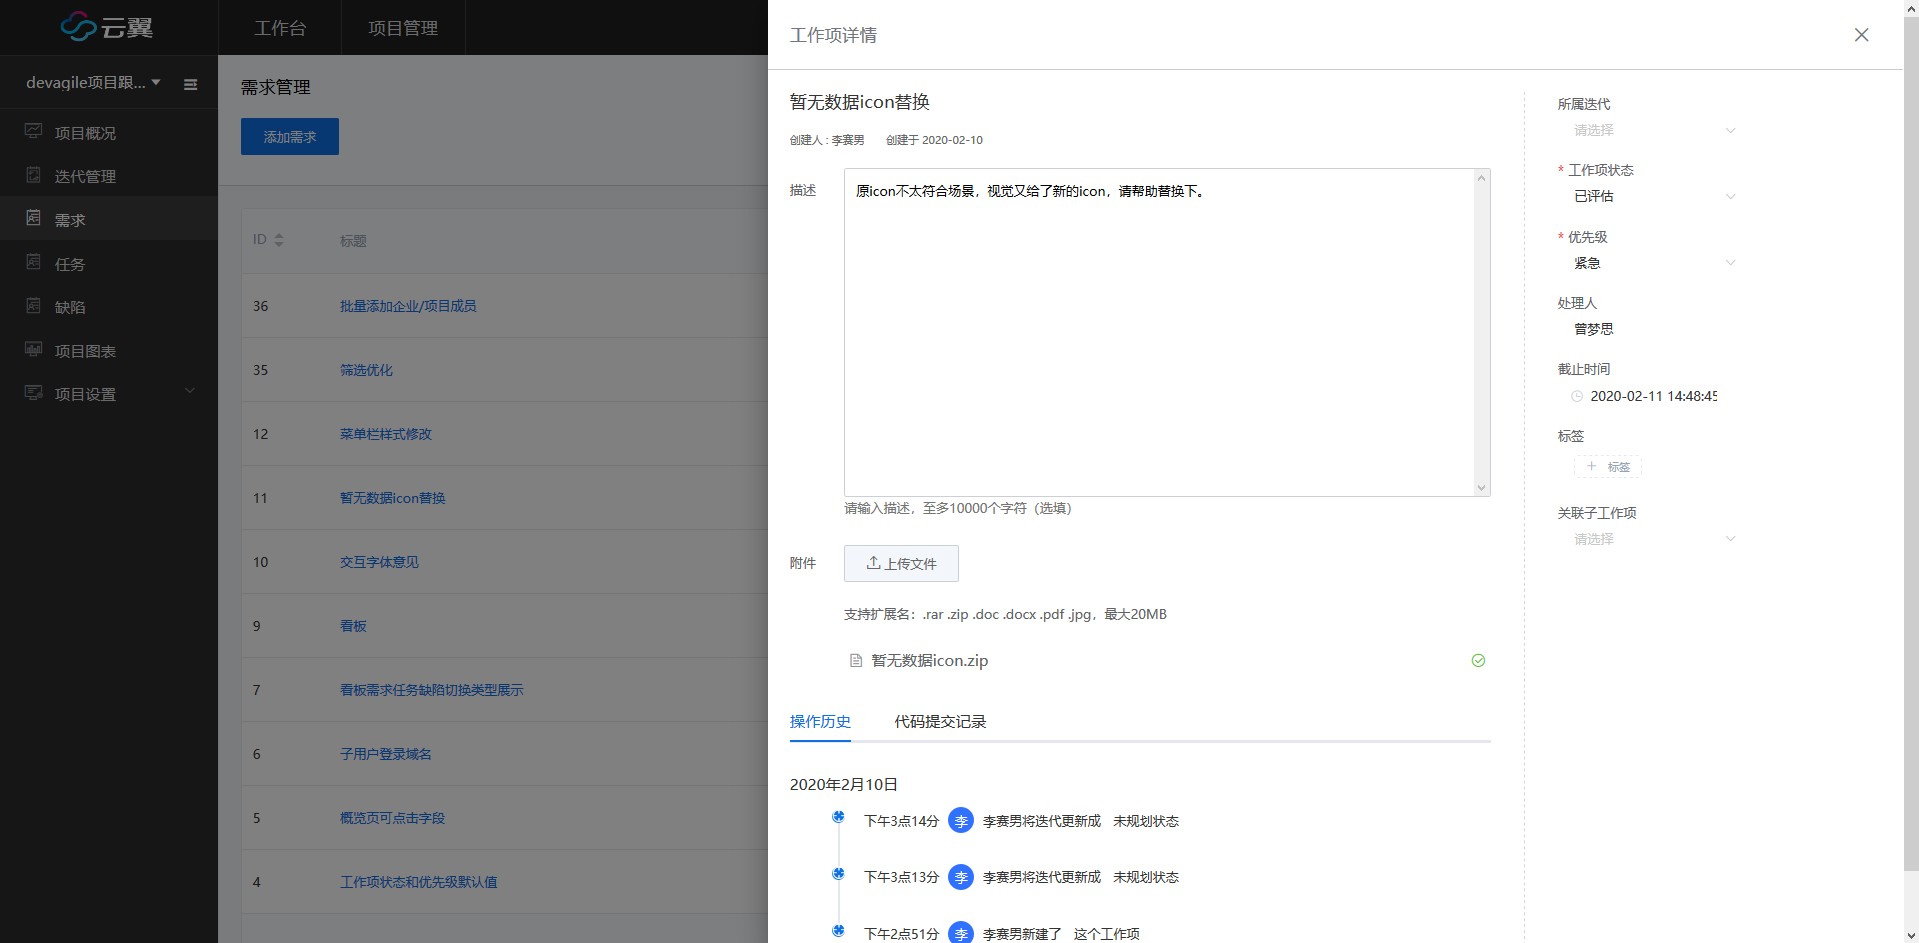 云翼
工作台
项目管理
devagile项目跟...
项目概况
迭代管理
需求
任务
缺陷
项目图表
项目设置
需求管理
添加需求
ID
标题
36
批量添加企业/项目成员
35
筛选优化
12
菜单栏样式修改
11
暂无数据icon替换
10
交互字体意见
9
看板
7
看板需求任务缺陷切换类型展示
6
子用户登录域名
5
概览页可点击字段
4
工作项状态和优先级默认值
工作项详情
暂无数据icon替换
创建人 : 李赛男 创建于 2020-02-10
描述
原icon不太符合场景，视觉又给了新的icon，请帮助替换下。
请输入描述，至多10000个字符（选填）
附件
上传文件
支持扩展名：.rar .zip .doc .docx .pdf .jpg，最大20MB
暂无数据icon.zip
操作历史
代码提交记录
2020年2月10日
下午3点14分 李 李赛男将迭代更新成 未规划状态
下午3点13分 李 李赛男将迭代更新成 未规划状态
下午2点51分 李 李赛男新建了 这个工作项
所属迭代
请选择
* 工作项状态
已评估
* 优先级
紧急
处理人
曾梦思
截止时间
2020-02-11 14:48:45
标签
+ 标签
关联子工作项
请选择